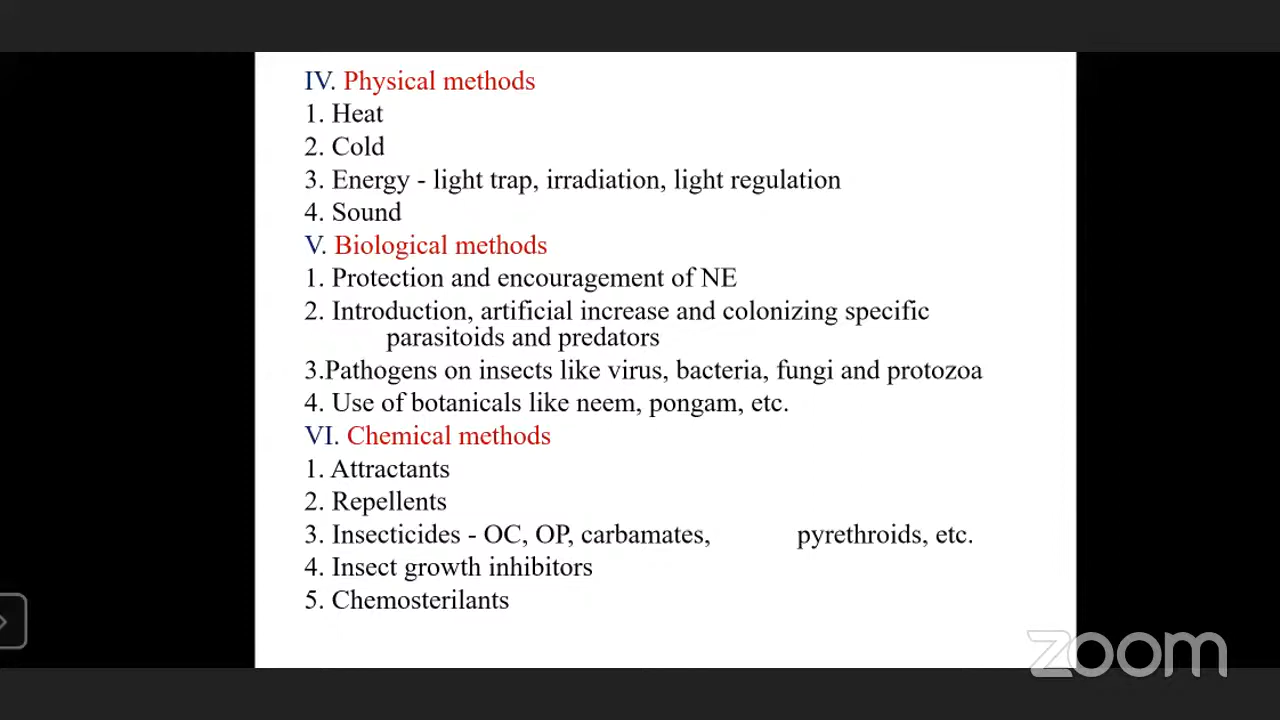 IV. Physical methods
1. Heat
2. Cold
3. Energy - light trap, irradiation, light regulation
4. Sound
V. Biological methods
1. Protection and encouragement of NE
2. Introduction, artificial increase and colonizing specific
parasitoids and predators
3.Pathogens on insects like virus, bacteria, fungi and protozoa
4. Use of botanicals like neem, pongam, etc.
VI. Chemical methods
1. Attractants
2. Repellents
3. Insecticides - OC, OP, carbamates, pyrethroids, etc.
4. Insect growth inhibitors
5. Chemosterilants
zoom